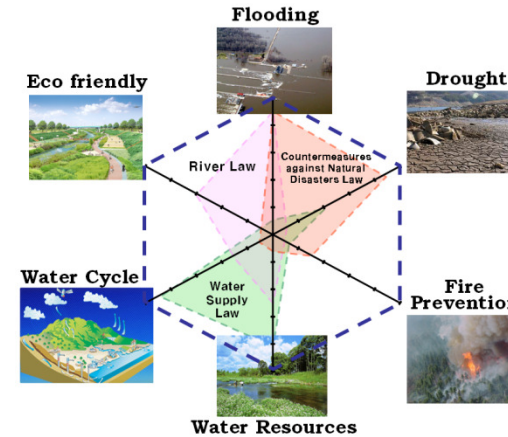 Flooding
Eco friendly
Drought
River Law
Countermeasures
against Natural
Disasters Law
Water Cycle
Water
Supply
Law
Fire
Prevention
Water Resources